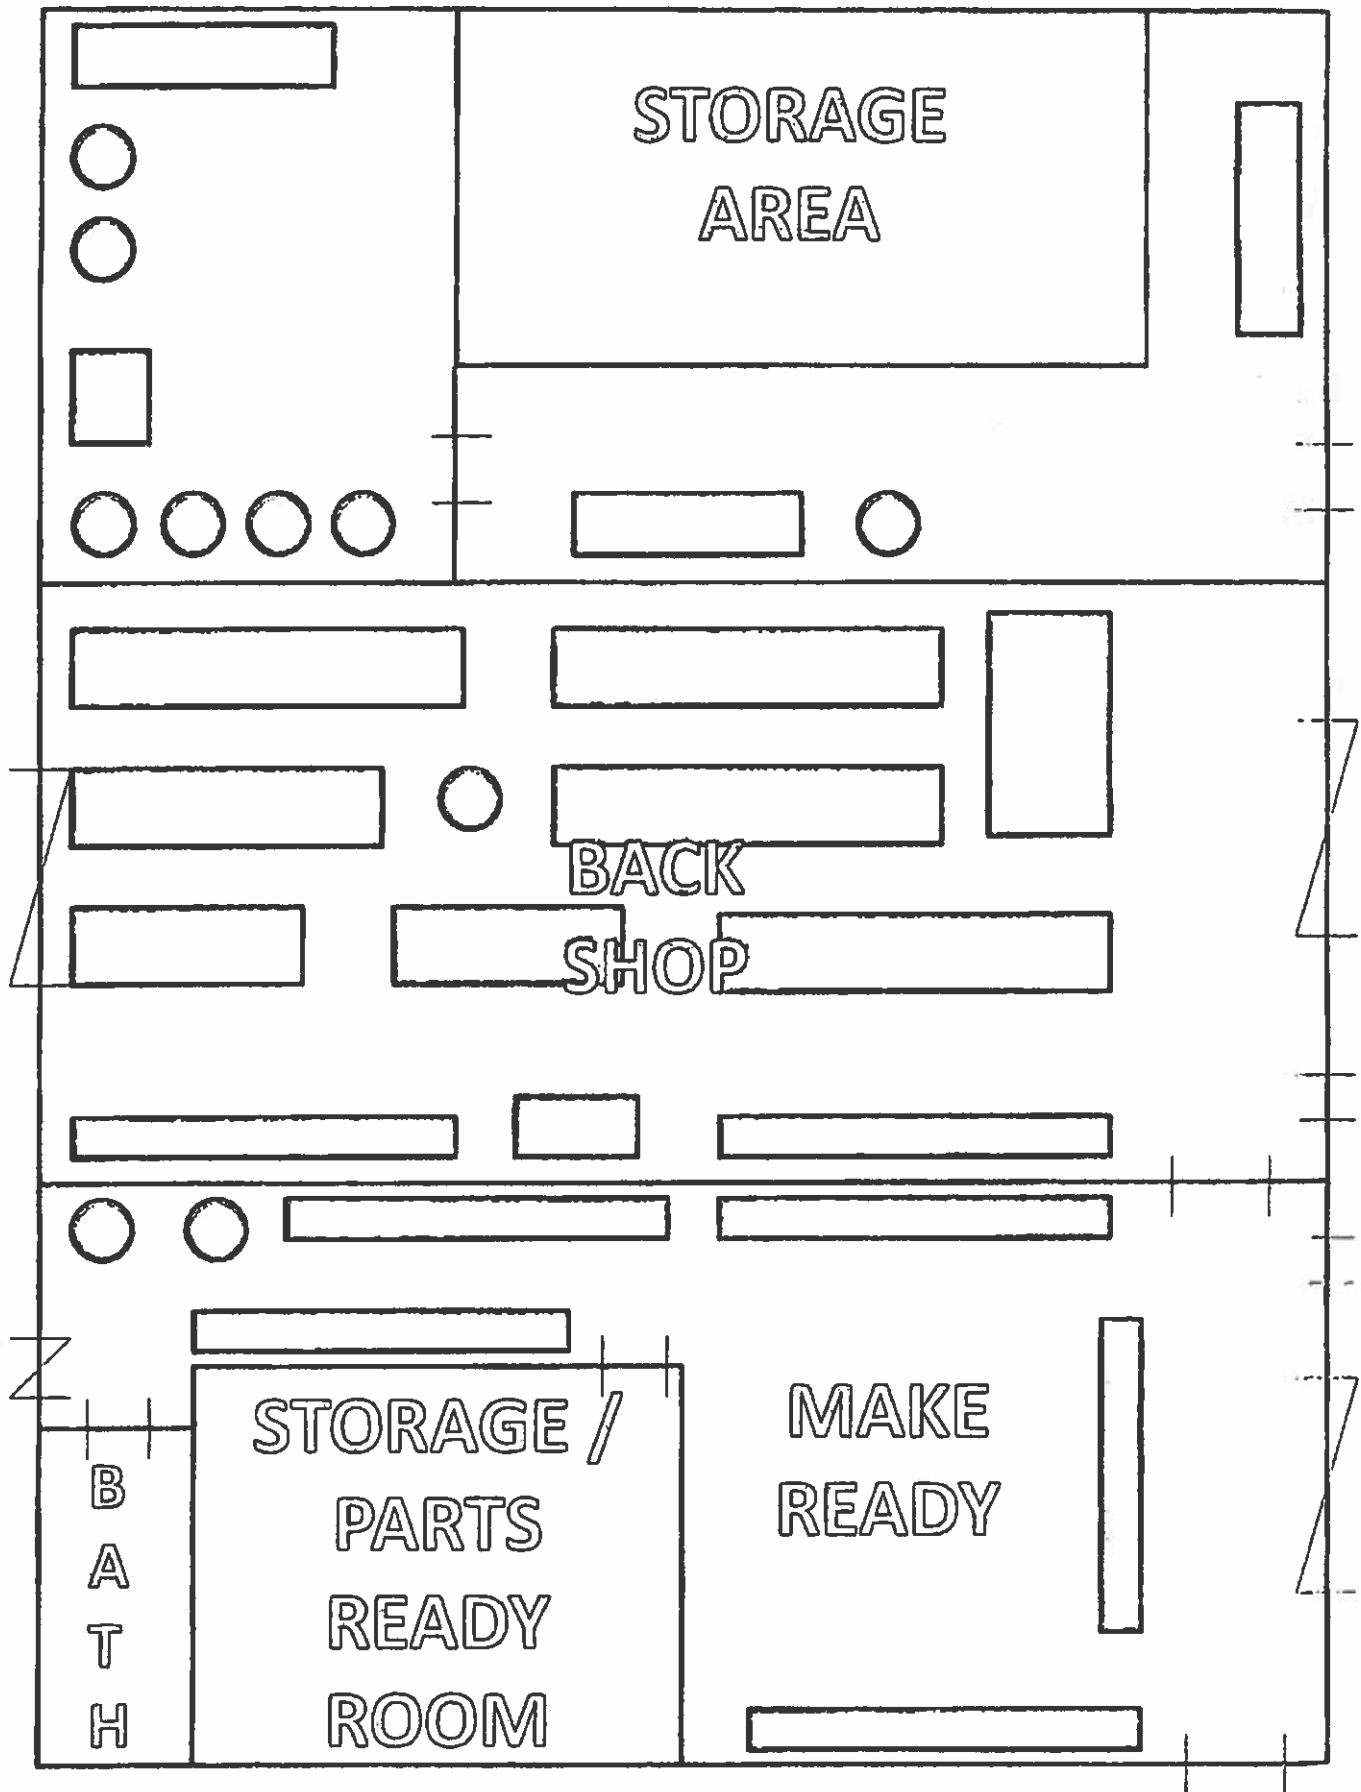 STORAGE
AREA
BACK
SHOP
STORAGE /
PARTS
READY
ROOM
MAKE
READY
B
A
T
H